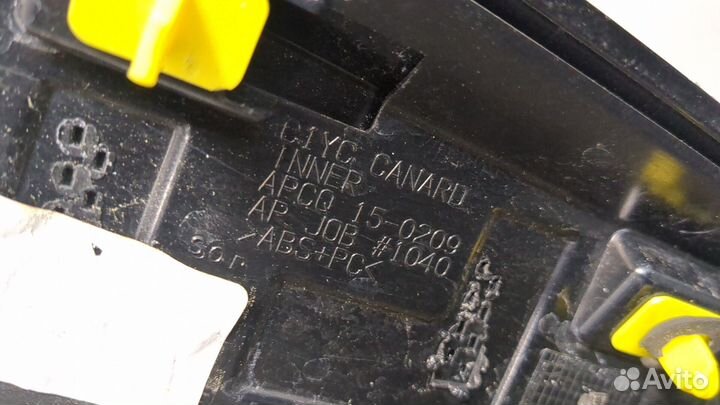 C1YC CANARD
INNER
APCQ 15-0209
AP JOB #1040
>ABS+PC<
Avito